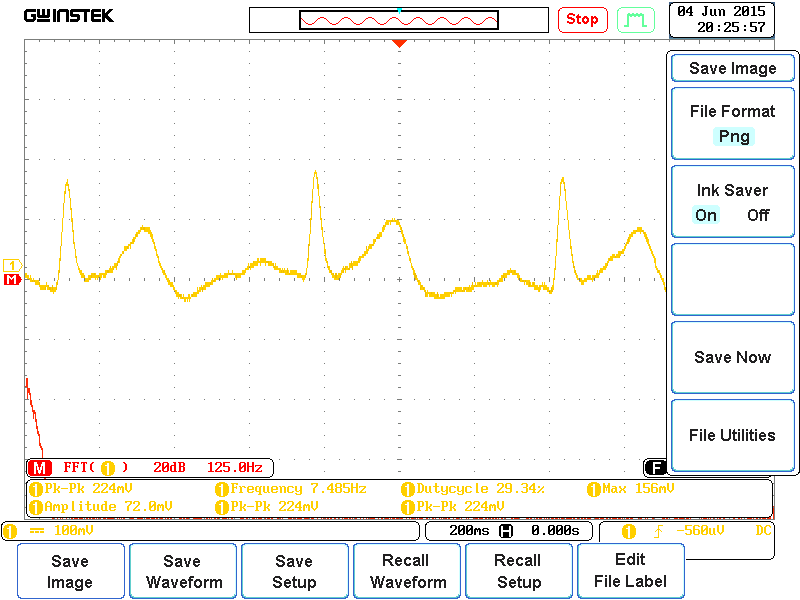 GWINSTEK
Stop
04 Jun 2015
20:25:57
Save Image
File Format
Png
Ink Saver
On Off
Save Now
File Utilities
1
M
M FFT( 1 ) 20dB 125.0Hz
F
1 Pk-Pk 224mV 1 Frequency 7.485Hz 1 Dutycycle 29.34% 1 Max 156mV
1 Amplitude 72.0mV 1 Pk-Pk 224mV 1 Pk-Pk 224mV
1 100mV 200ms H 0.000s 1 -560uV DC
Save Image
Save Waveform
Save Setup
Recall Waveform
Recall Setup
Edit File Label